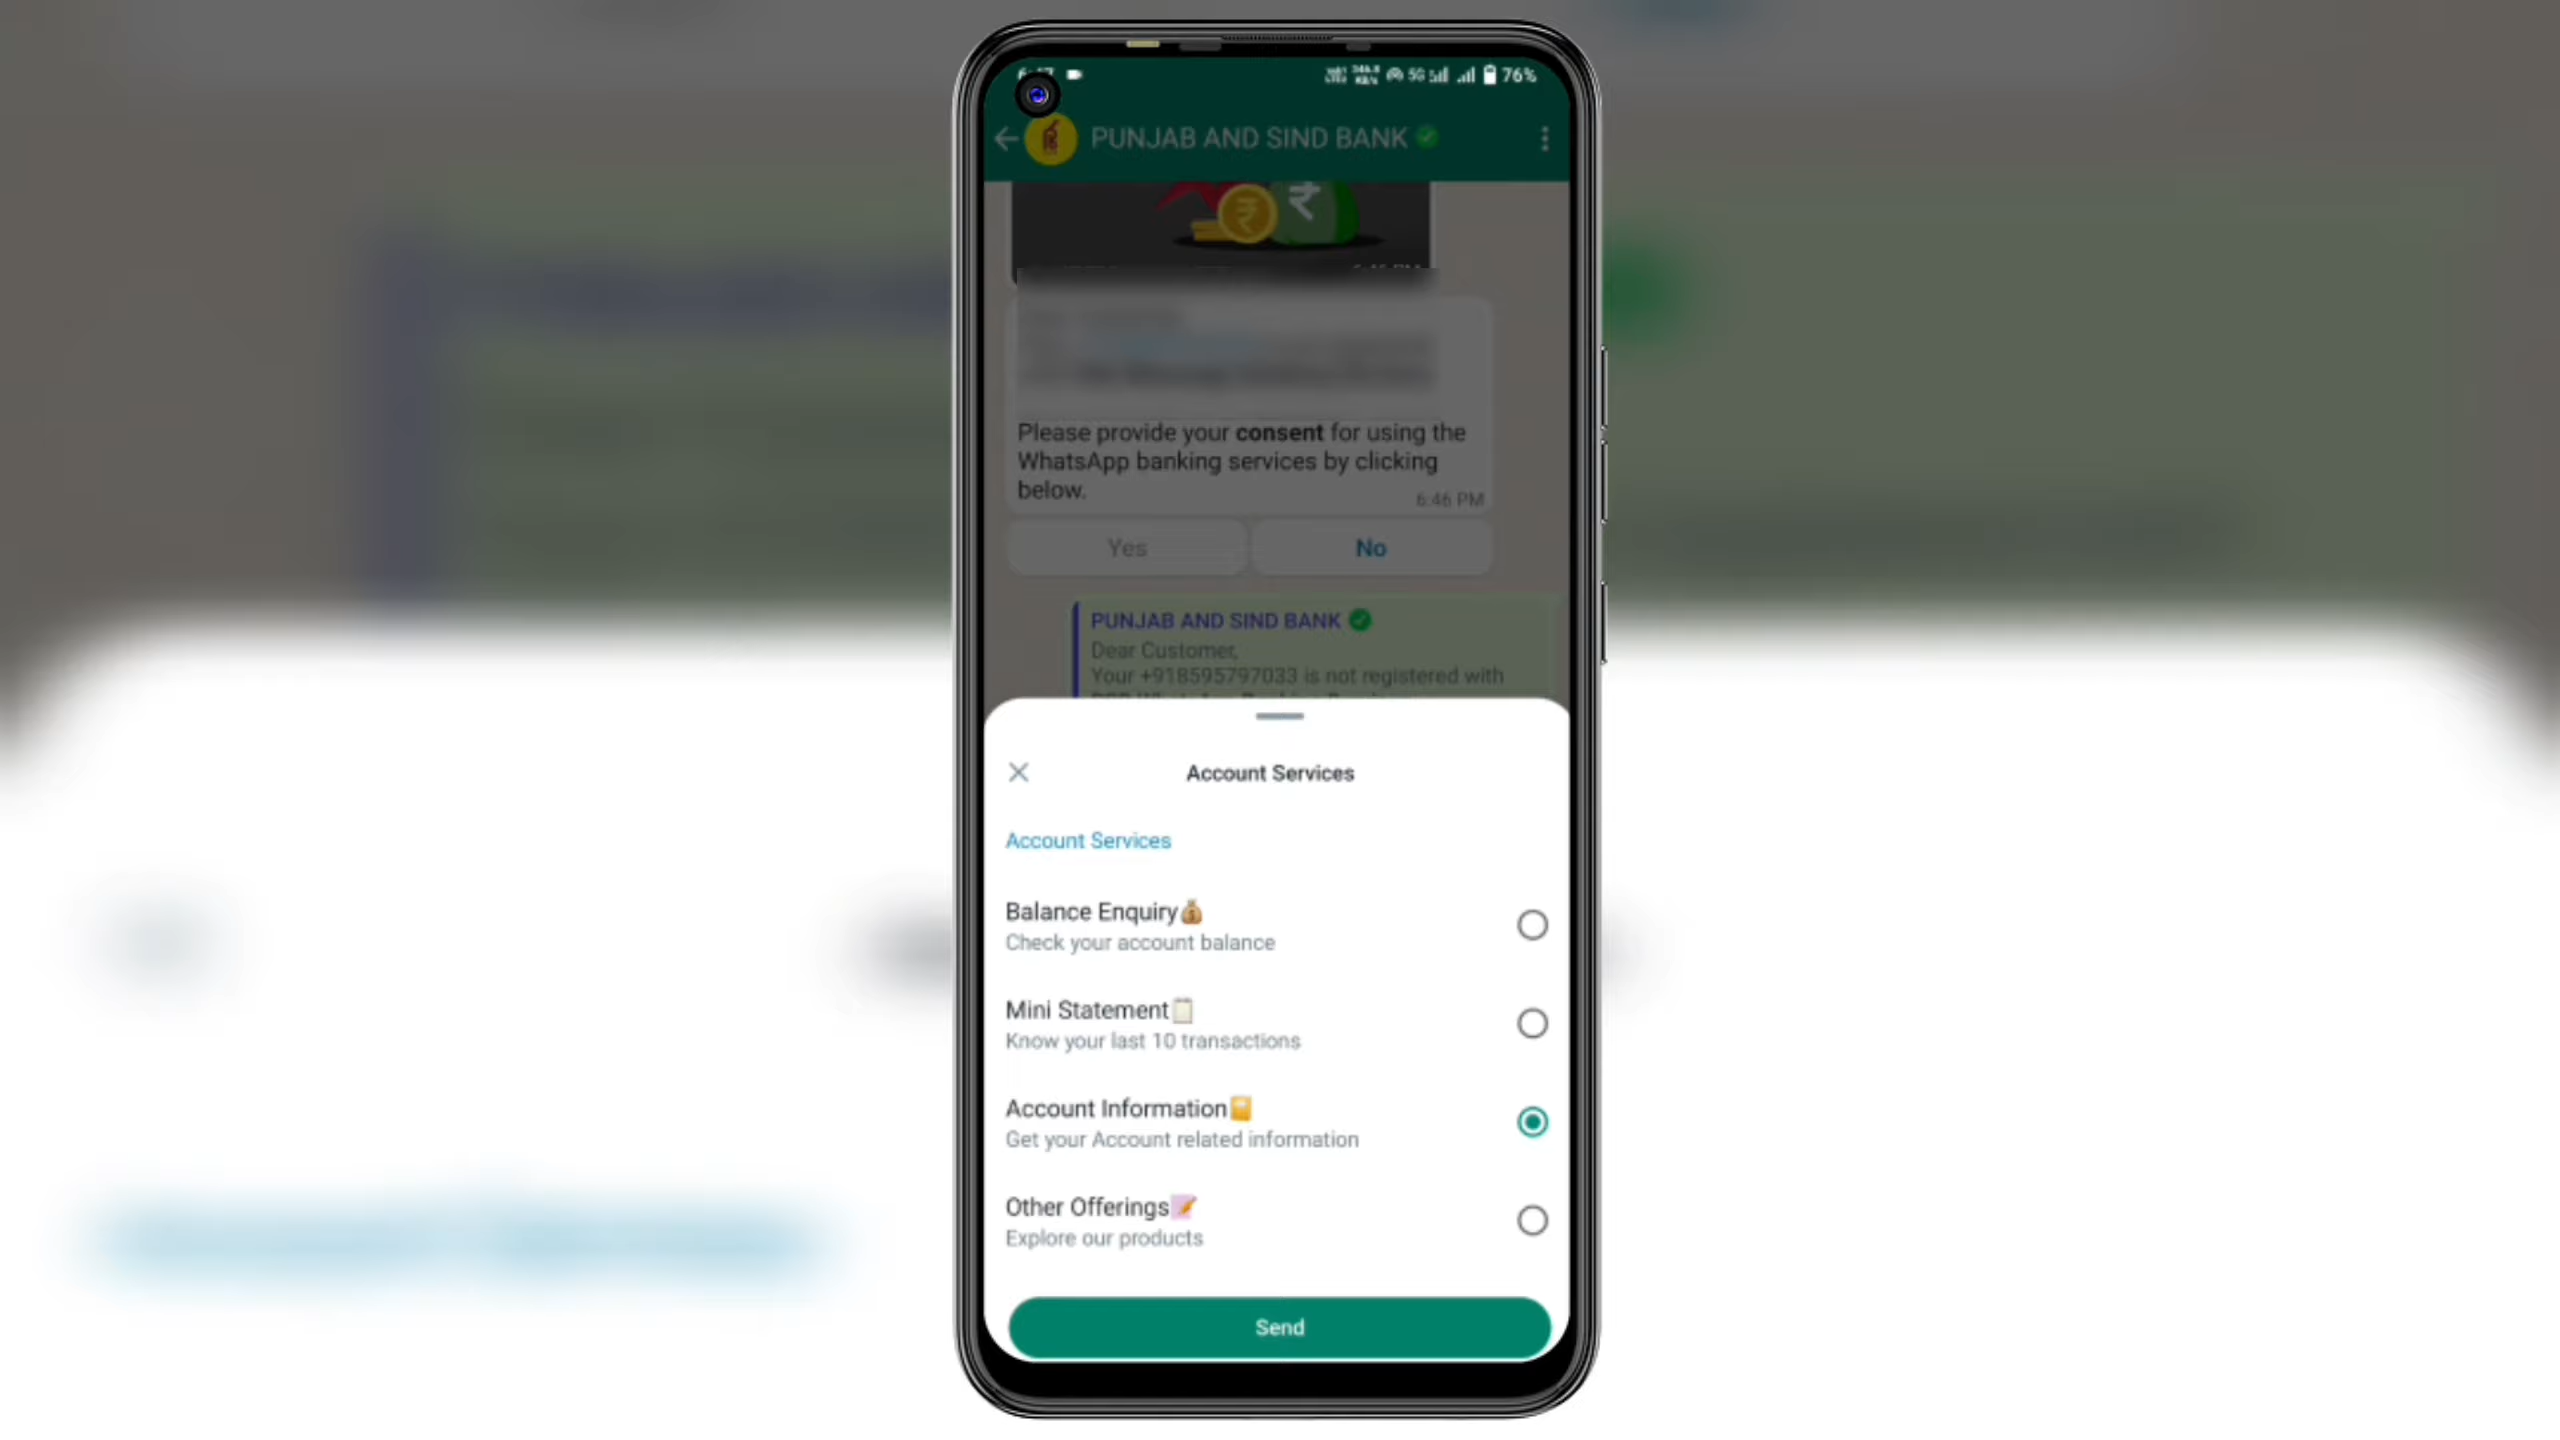 76%
PUNJAB AND SIND BANK
Please provide your consent for using the
WhatsApp banking services by clicking
below.
6:46 PM
Yes
No
PUNJAB AND SIND BANK
Dear Customer,
Your +918595797033 is not registered with
Account Services
Account Services
Balance Enquiry
Check your account balance
Mini Statement
Know your last 10 transactions
Account Information
Get your Account related information
Other Offerings
Explore our products
Send